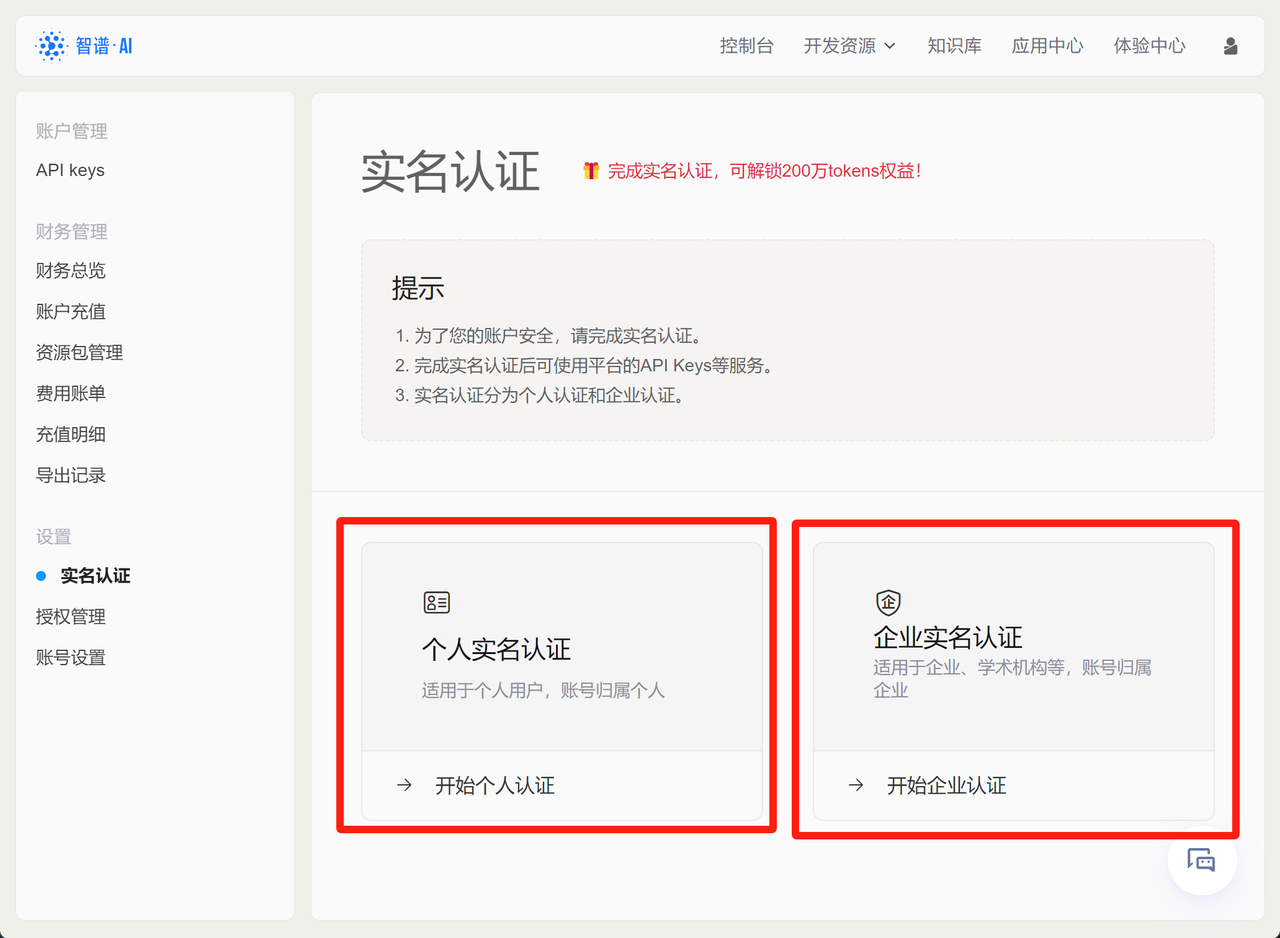 智谱·AI
控制台
开发资源
知识库
应用中心
体验中心
账户管理
API keys
财务管理
财务总览
账户充值
资源包管理
费用账单
充值明细
导出记录
设置
实名认证
授权管理
账号设置
实名认证
完成实名认证，可解锁200万tokens权益！
提示
1. 为了您的账户安全，请完成实名认证。
2. 完成实名认证后可使用平台的API Keys等服务。
3. 实名认证分为个人认证和企业认证。
个人实名认证
适用于个人用户，账号归属个人
→ 开始个人认证
企
企业实名认证
适用于企业、学术机构等，账号归属
企业
→ 开始企业认证